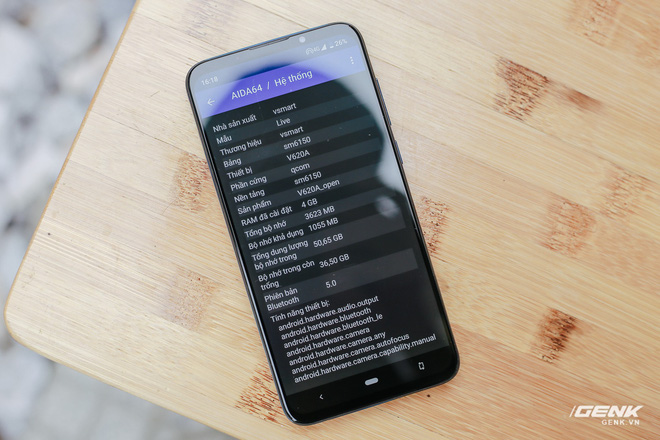 16:18
4G 26%
AIDA64 / Hệ thống
Nhà sản xuất vsmart
Mẫu Live
Thương hiệu vsmart
Bảng sm6150
Thiết bị V620A
Phần cứng qcom
Nền tảng sm6150
Sản phẩm V620A_open
RAM đã cài đặt 4 GB
Tổng bộ nhớ 3623 MB
Bộ nhớ khả dụng 1055 MB
Tổng dung lượng
bộ nhớ trong 50,65 GB
Bộ nhớ trong còn
trống 36,50 GB
Phiên bản
Bluetooth 5.0
Tính năng thiết bị:
android.hardware.audio.output
android.hardware.bluetooth
android.hardware.bluetooth_le
android.hardware.camera
android.hardware.camera.any
android.hardware.camera.autofocus
android.hardware.camera.capability.manual
GENK
GENK.VN